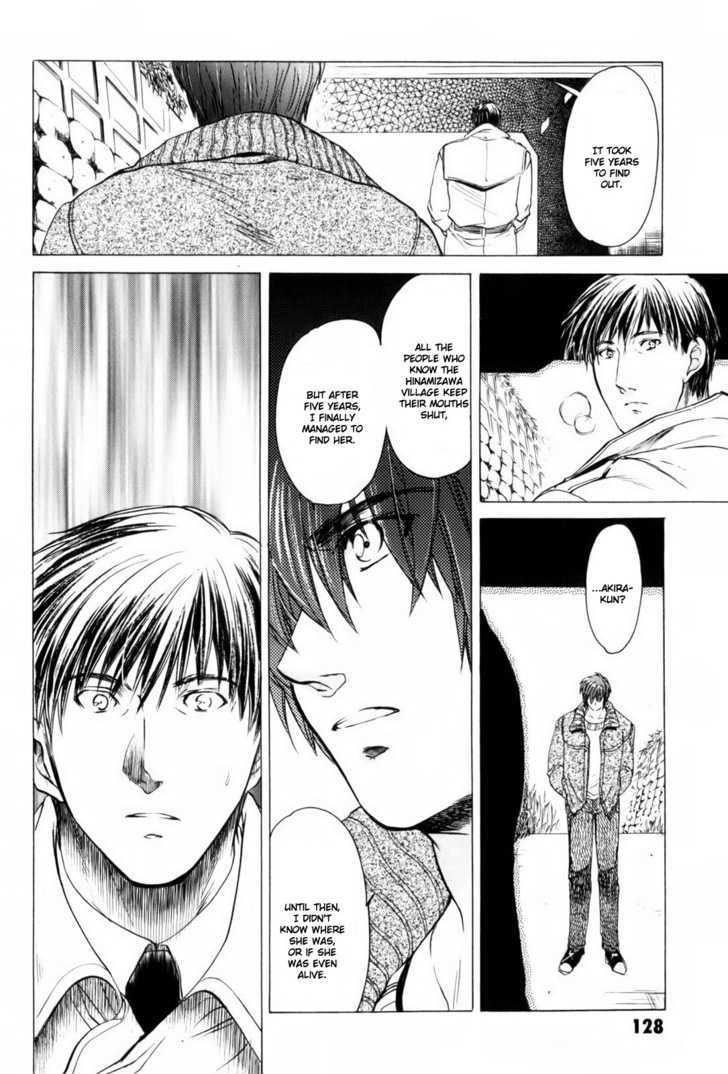 IT TOOK
FIVE YEARS
TO FIND
OUT.
...AKIRA-
KUN?
ALL THE
PEOPLE WHO
KNOW THE
HINAMIZAWA
VILLAGE KEEP
THEIR MOUTHS
SHUT,
BUT AFTER
FIVE YEARS,
I FINALLY
MANAGED TO
FIND HER.
UNTIL THEN,
I DIDN'T
KNOW WHERE
SHE WAS,
OR IF SHE
WAS EVEN
ALIVE.
128